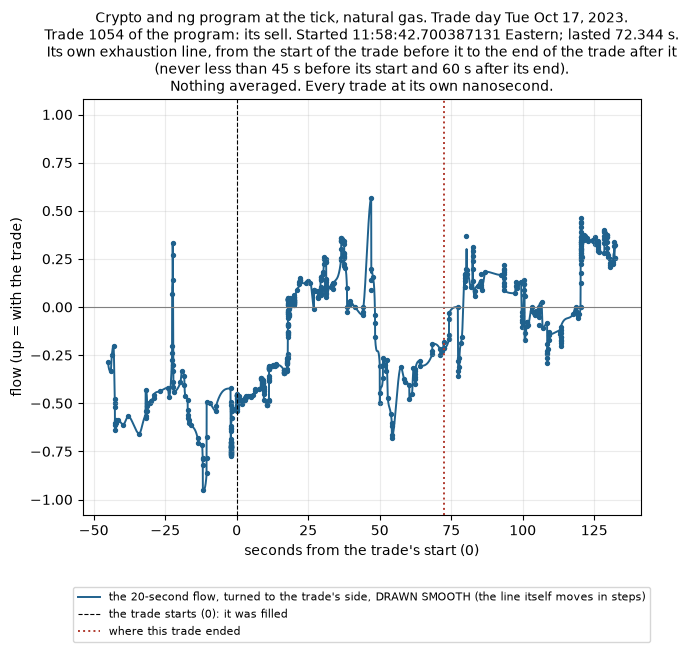 Crypto and ng program at the tick, natural gas. Trade day Tue Oct 17, 2023.
Trade 1054 of the program: its sell. Started 11:58:42.700387131 Eastern; lasted 72.344 s.
Its own exhaustion line, from the start of the trade before it to the end of the trade after it
(never less than 45 s before its start and 60 s after its end).
Nothing averaged. Every trade at its own nanosecond.
1.00
0.75
0.50
0.25
0.00
−0.25
−0.50
−0.75
−1.00
flow (up = with the trade)
−50
−25
0
25
50
75
100
125
seconds from the trade's start (0)
the 20-second flow, turned to the trade's side, DRAWN SMOOTH (the line itself moves in steps)
the trade starts (0): it was filled
where this trade ended